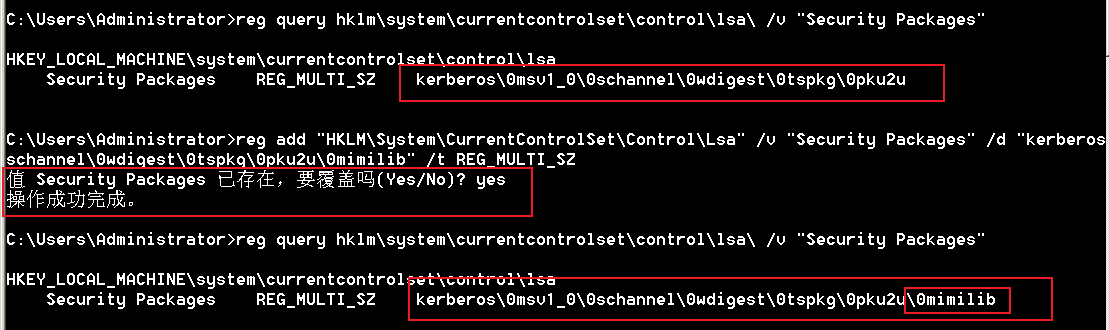 C:\Users\Administrator>reg query hklm\system\currentcontrolset\control\lsa\ /v "Security Packages"
HKEY_LOCAL_MACHINE\system\currentcontrolset\control\lsa
Security Packages REG_MULTI_SZ kerberos\0msv1_0\0schannel\0wdigest\0tspkg\0pku2u
C:\Users\Administrator>reg add "HKLM\System\CurrentControlSet\Control\Lsa" /v "Security Packages" /d "kerberos
schannel\0wdigest\0tspkg\0pku2u\0mimilib" /t REG_MULTI_SZ
值 Security Packages 已存在，要覆盖吗(Yes/No)? yes
操作成功完成。
C:\Users\Administrator>reg query hklm\system\currentcontrolset\control\lsa\ /v "Security Packages"
HKEY_LOCAL_MACHINE\system\currentcontrolset\control\lsa
Security Packages REG_MULTI_SZ kerberos\0msv1_0\0schannel\0wdigest\0tspkg\0pku2u\0mimilib